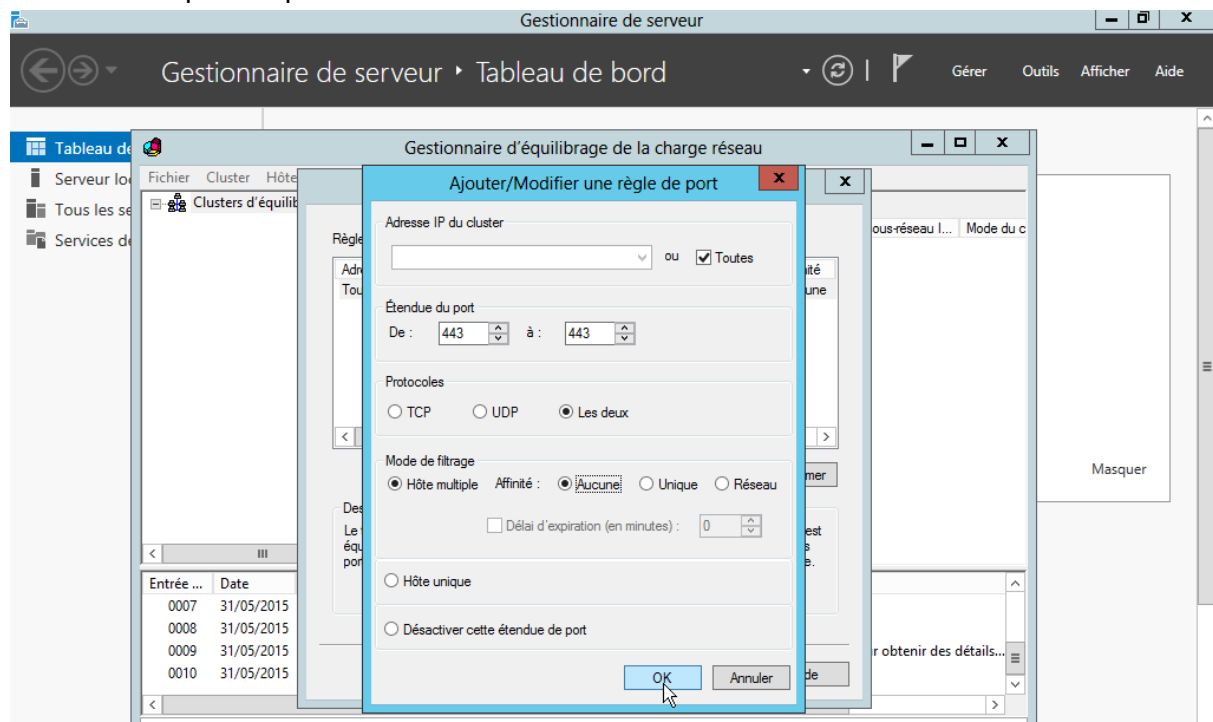 Gestionnaire de serveur
Gestionnaire de serveur • Tableau de bord
Gérer Outils Afficher Aide
Tableau de
Serveur loc
Tous les se
Services de
Gestionnaire d'équilibrage de la charge réseau
Fichier Cluster Hôte
Clusters d'équilib
ous-réseau I... Mode du c
Règle
Adre
Tou
ité
une
mer
Des
Le
équ
por
est
s
e.
de
Ajouter/Modifier une règle de port
Adresse IP du cluster
ou Toutes
Étendue du port
De : 443 à : 443
Protocoles
TCP UDP Les deux
Mode de filtrage
Hôte multiple Affinité : Aucune Unique Réseau
Délai d'expiration (en minutes) : 0
Hôte unique
Désactiver cette étendue de port
OK Annuler
Masquer
Entrée ... Date
0007 31/05/2015
0008 31/05/2015
0009 31/05/2015
r obtenir des détails...
0010 31/05/2015